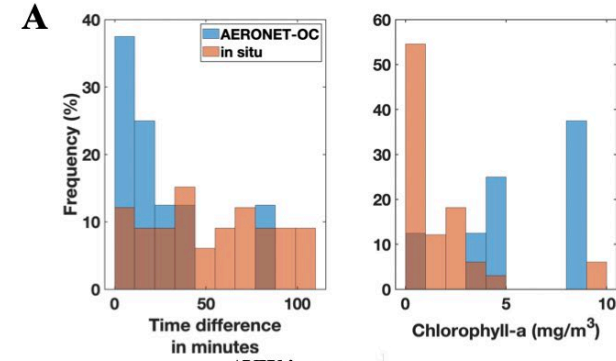 A
AERONET-OC
in situ
Frequency (%)
40
30
20
10
0
0 50 100
Time difference
in minutes
60
50
40
30
20
10
0
0 5 10
Chlorophyll-a (mg/m³)